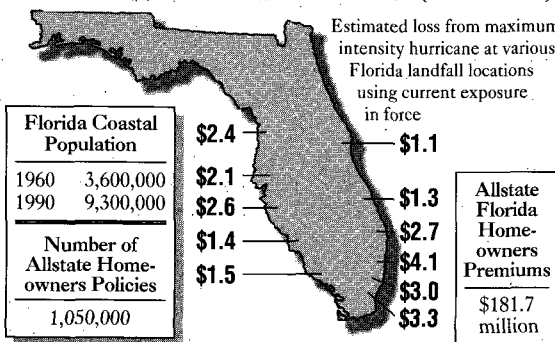 Estimated loss from maximum
intensity hurricane at various
Florida landfall locations
using current exposure
in force
Florida Coastal
Population
1960 3,600,000
1990 9,300,000
Number of
Allstate Home-
owners Policies
1,050,000
$2.4
$2.1
$2.6
$1.4
$1.5
$1.1
$1.3
$2.7
$4.1
$3.0
$3.3
Allstate
Florida
Home-
owners
Premiums
$181.7
million